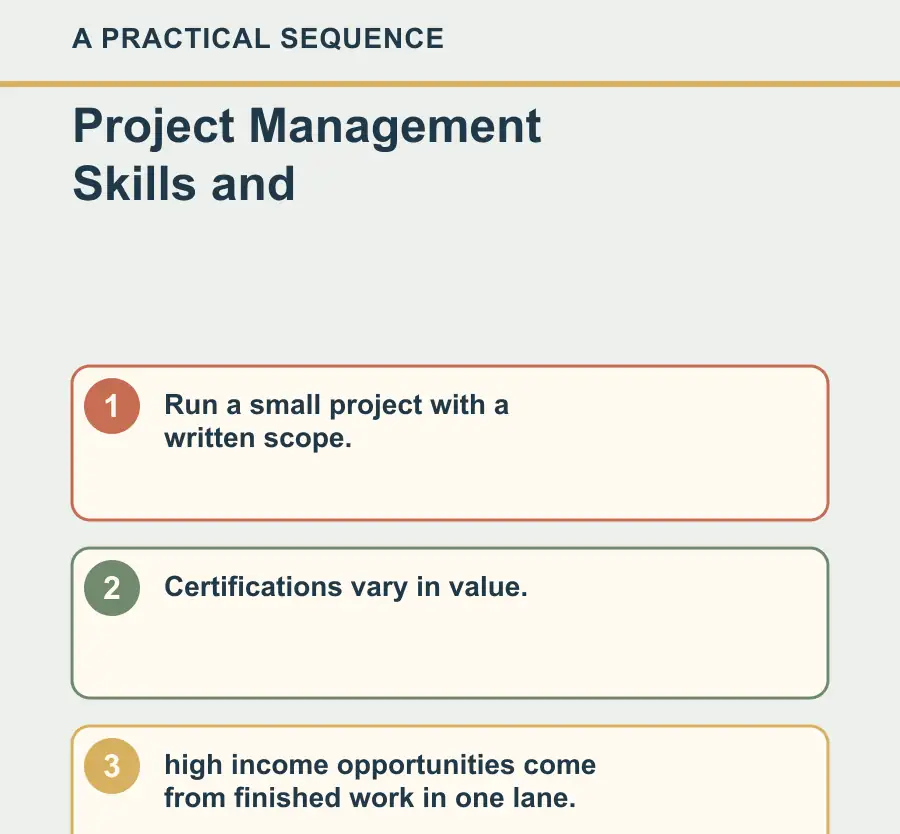 A PRACTICAL SEQUENCE
Project Management
Skills and
1
Run a small project with a
written scope.
2
Certifications vary in value.
3
high income opportunities come
from finished work in one lane.